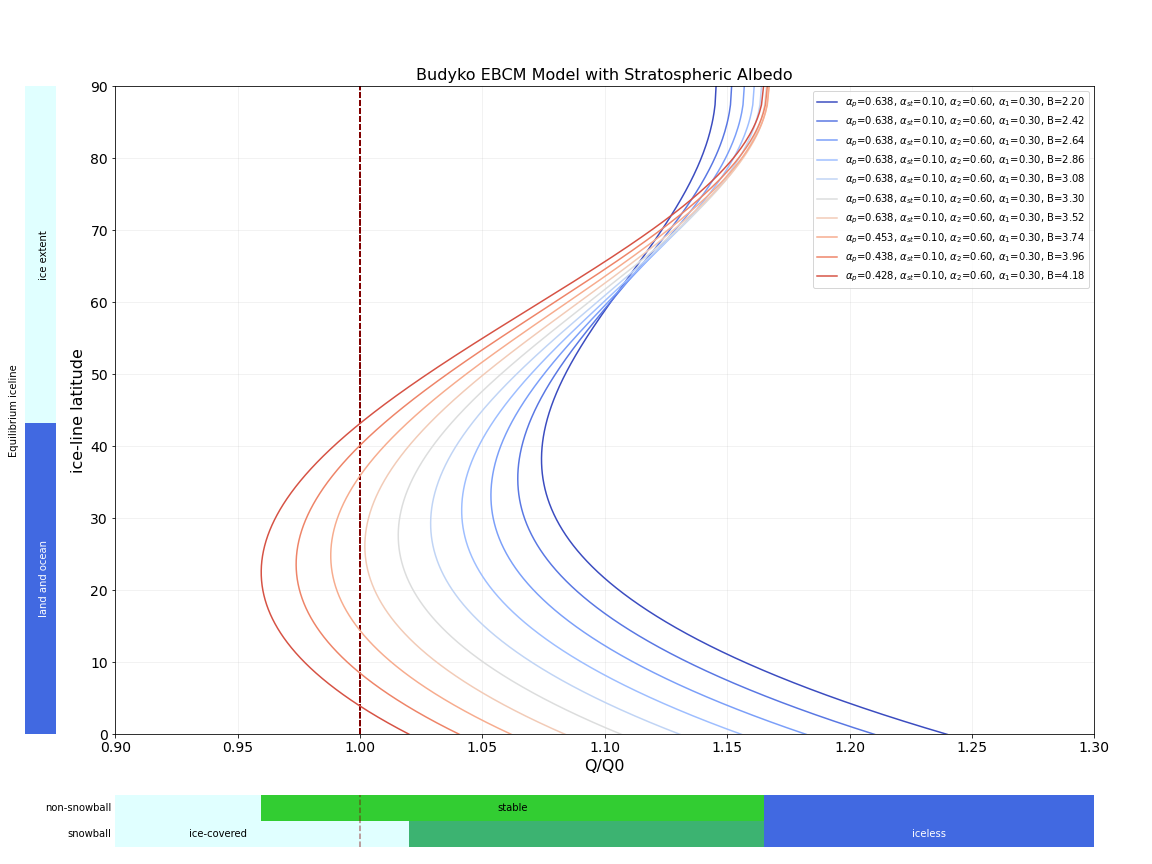 Budyko EBCM Model with Stratospheric Albedo
90
80
70
60
50
40
30
20
10
0
ice-line latitude
Equilibrium iceline
ice extent
land and ocean
αp=0.638, αst=0.10, α2=0.60, α1=0.30, B=2.20
αp=0.638, αst=0.10, α2=0.60, α1=0.30, B=2.42
αp=0.638, αst=0.10, α2=0.60, α1=0.30, B=2.64
αp=0.638, αst=0.10, α2=0.60, α1=0.30, B=2.86
αp=0.638, αst=0.10, α2=0.60, α1=0.30, B=3.08
αp=0.638, αst=0.10, α2=0.60, α1=0.30, B=3.30
αp=0.638, αst=0.10, α2=0.60, α1=0.30, B=3.52
αp=0.453, αst=0.10, α2=0.60, α1=0.30, B=3.74
αp=0.438, αst=0.10, α2=0.60, α1=0.30, B=3.96
αp=0.428, αst=0.10, α2=0.60, α1=0.30, B=4.18
0.90 0.95 1.00 1.05 1.10 1.15 1.20 1.25 1.30
Q/Q0
non-snowball stable
snowball ice-covered iceless